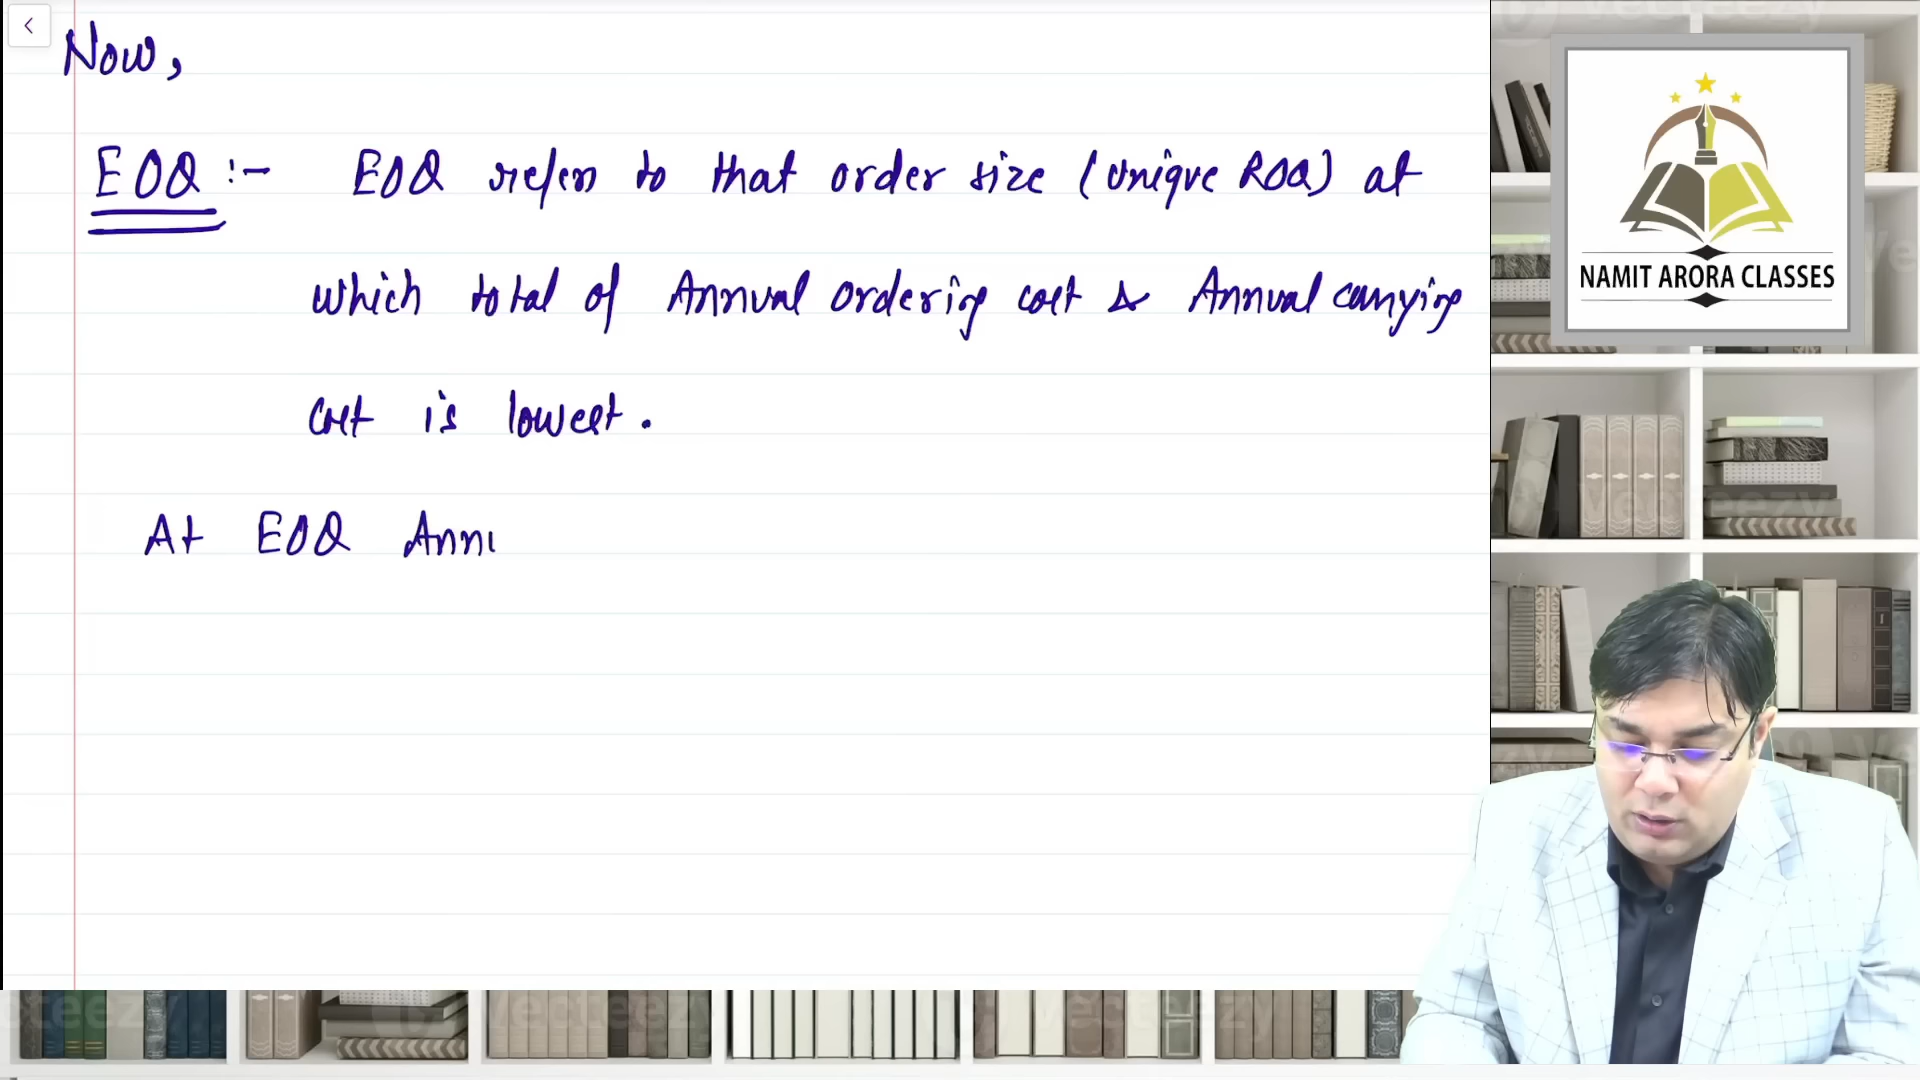 Now,
EOQ :- EOQ refers to that order size (Unique ROQ) at
which total of Annual ordering cost & Annual carrying
cost is lowest.
At EOQ Annu
NAMIT ARORA CLASSES